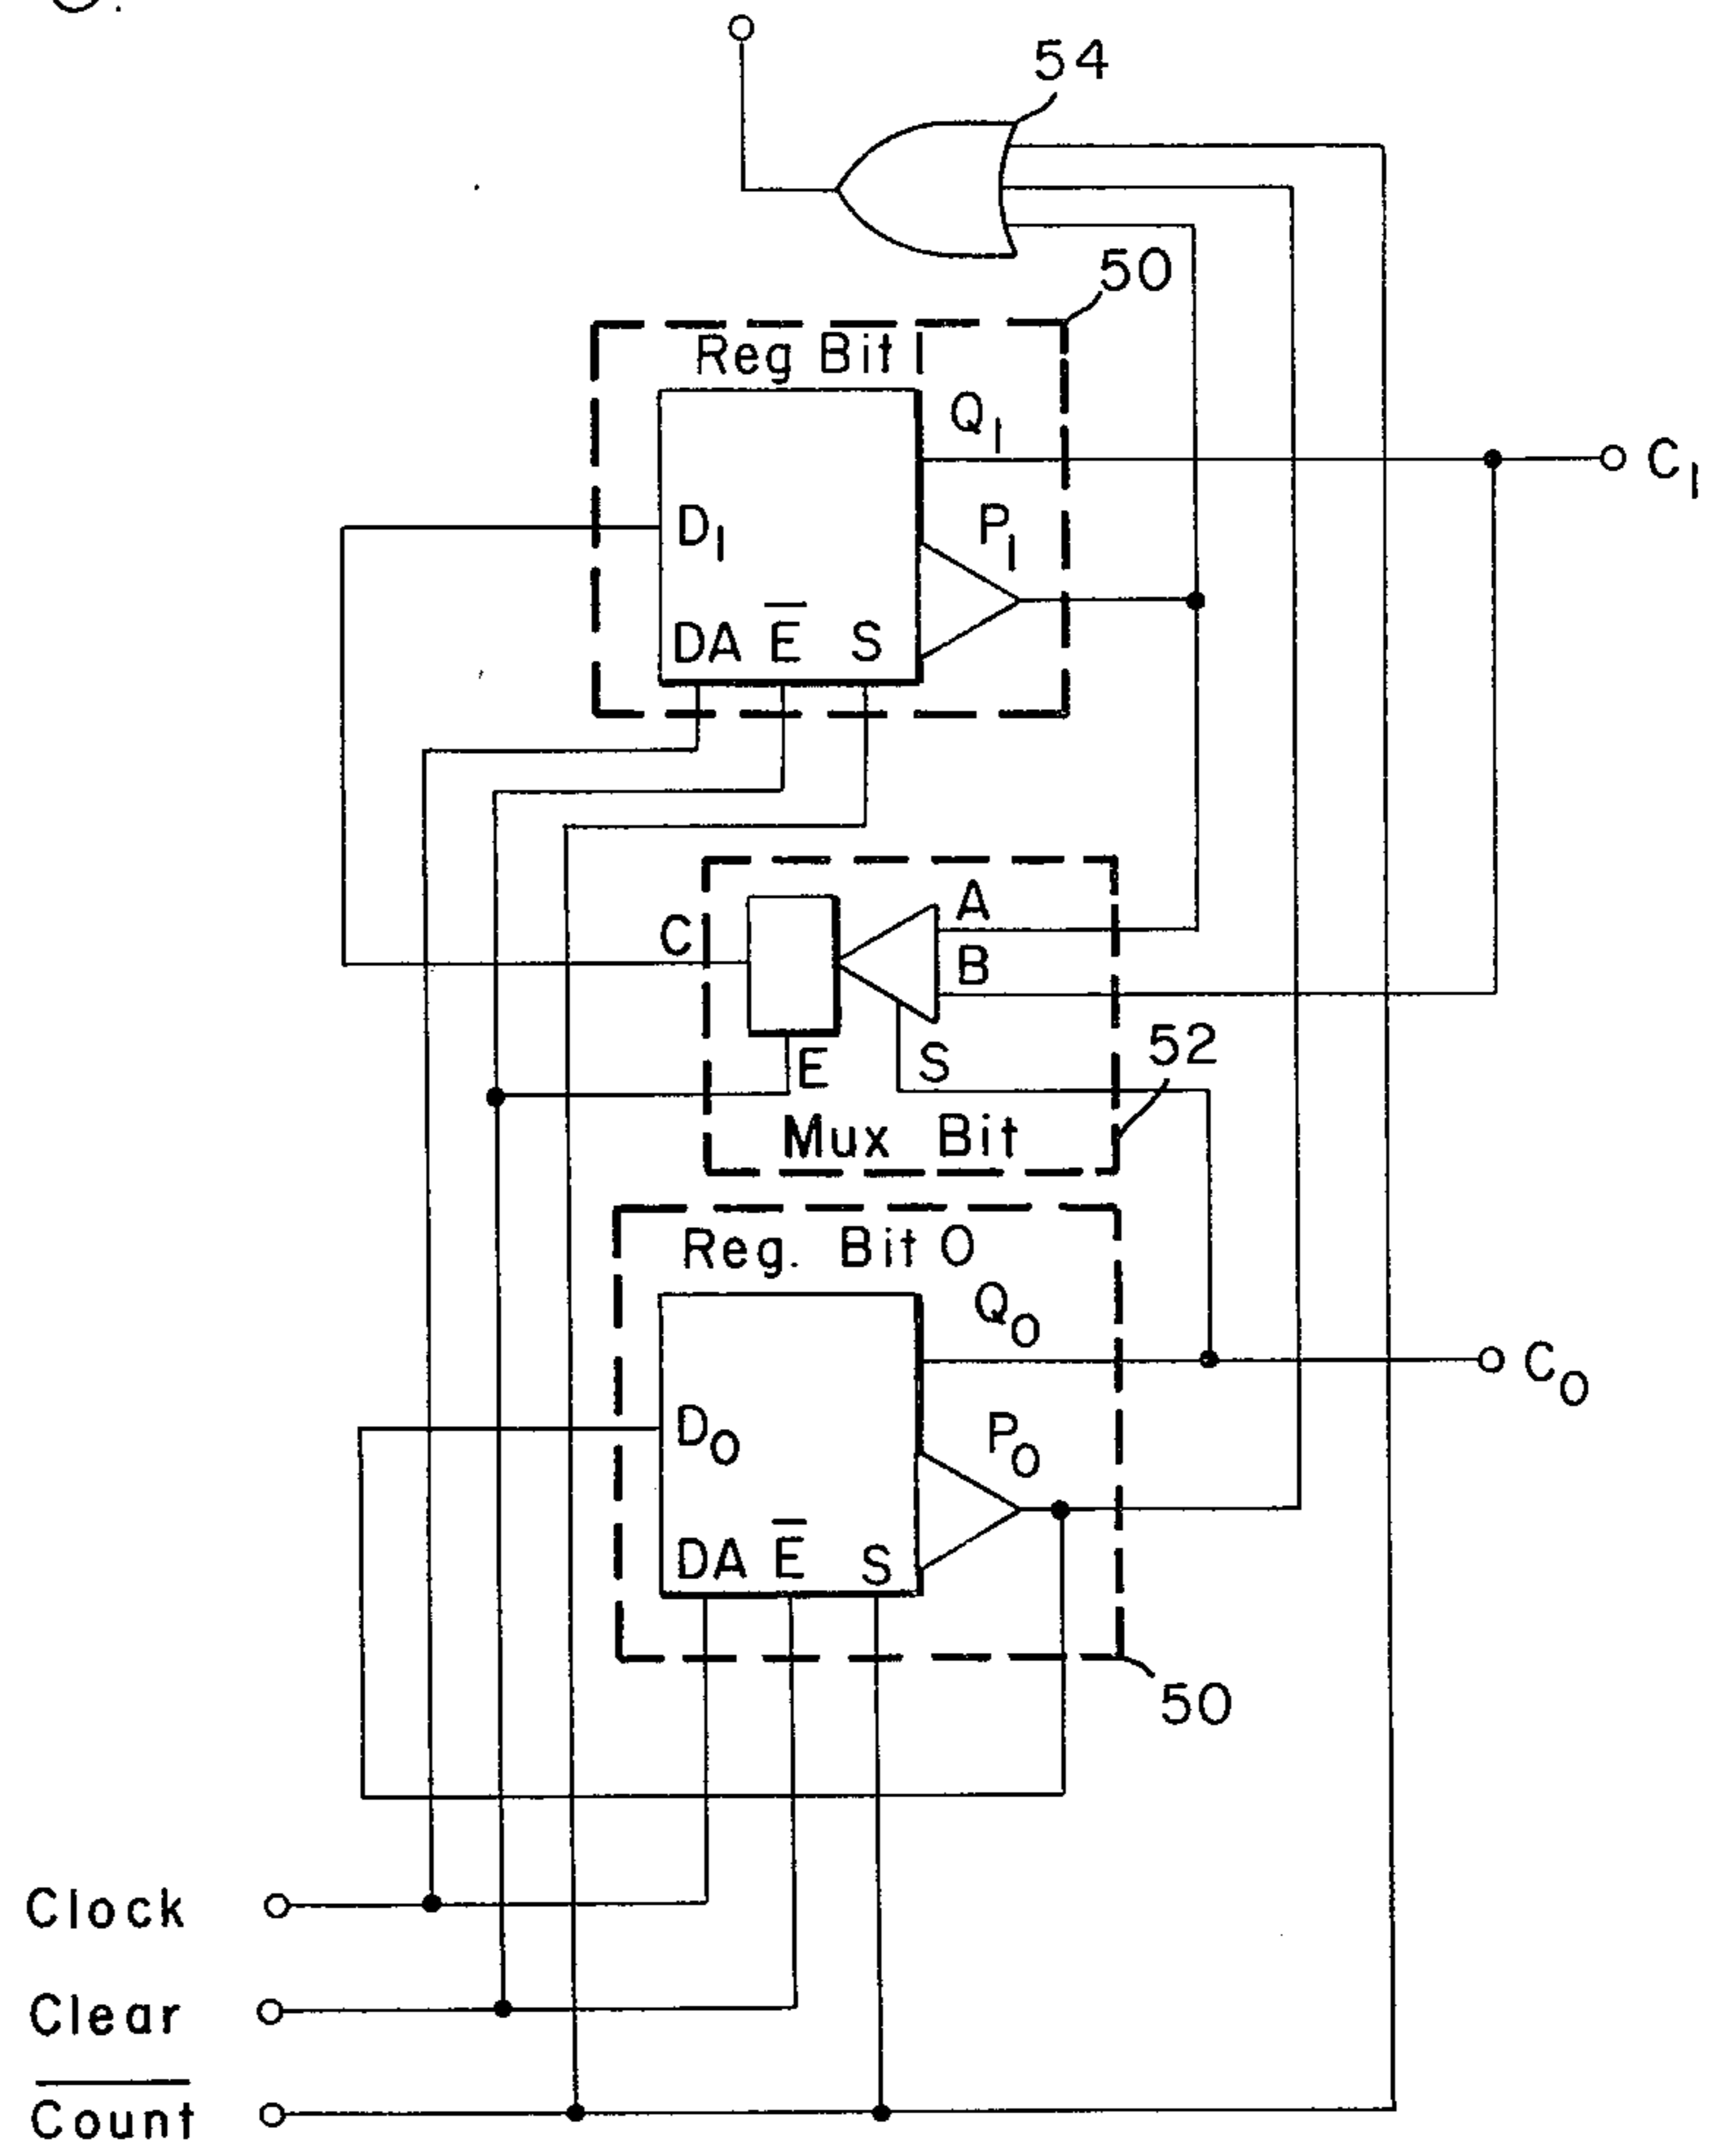 54
50
Reg Bit 1
Q1
C1
D1
P1
DA E̅ S
A
C
B
52
S
E
Mux Bit
Reg. Bit 0
Q0
C0
D0
P0
DA E̅ S
50
Clock
Clear
C̅o̅u̅n̅t̅